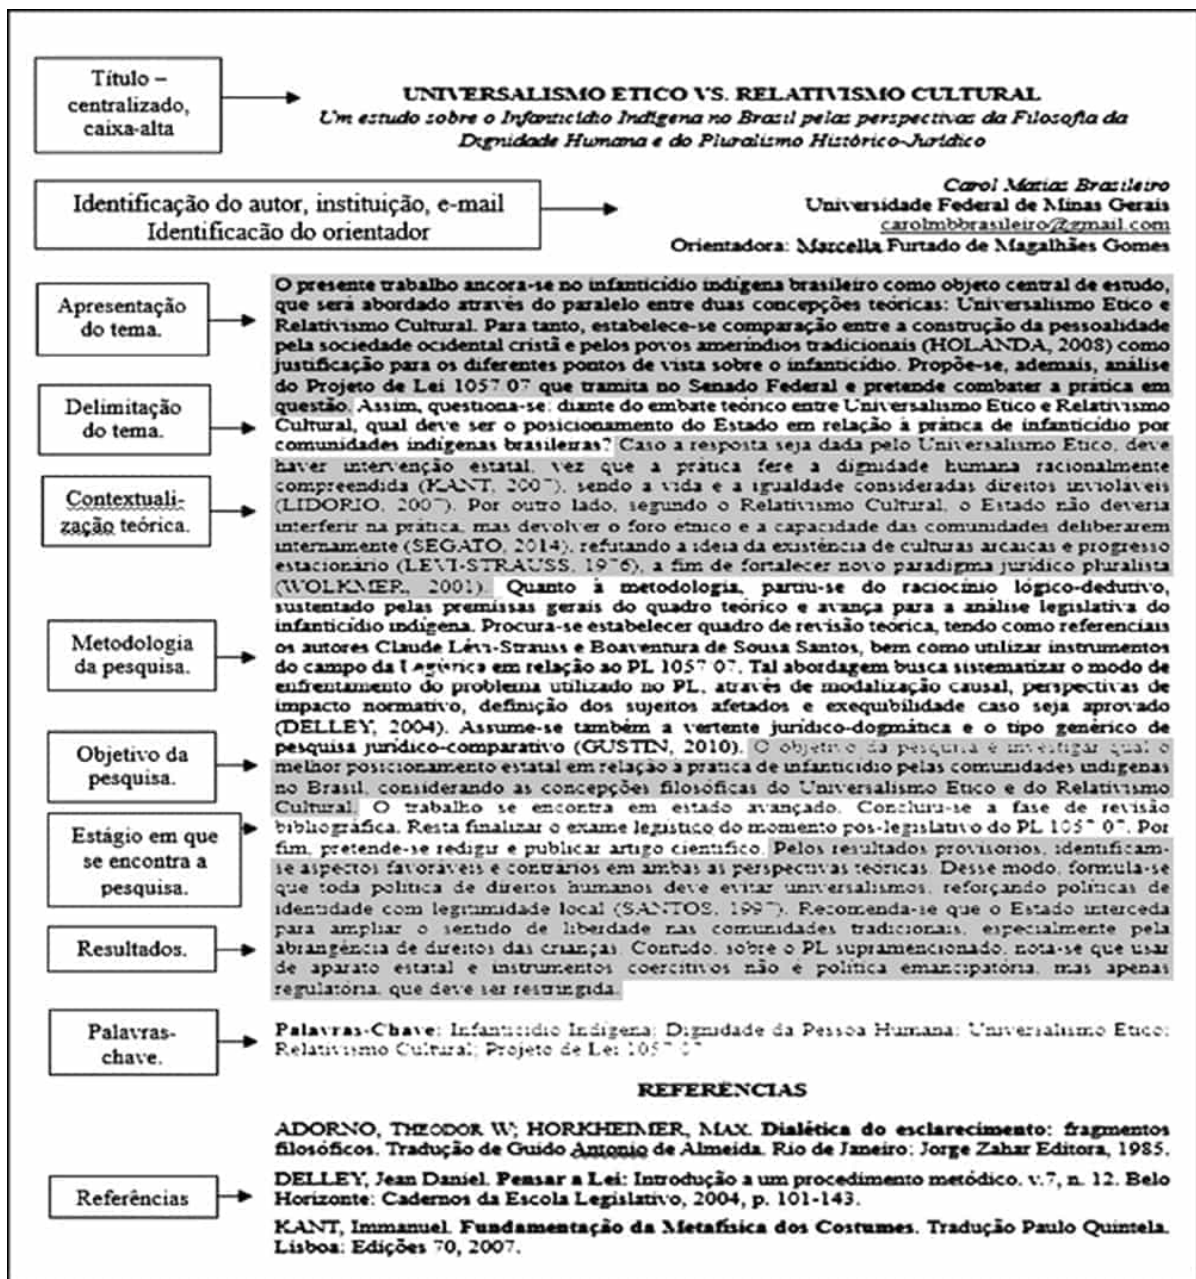 Título –
centralizado,
caixa-alta
UNIVERSALISMO ETICO VS. RELATIVISMO CULTURAL
Um estudo sobre o Infanticídio Indígena no Brasil pelas perspectivas da Filosofia da
Dignidade Humana e do Pluralismo Histórico-Jurídico
Identificação do autor, instituição, e-mail
Identificacão do orientador
Carol Matias Brasileiro
Universidade Federal de Minas Gerais
carolmbbrasileiro@gmail.com
Orientadora: Marcella Furtado de Magalhães Gomes
Apresentação
do tema.
Delimitação
do tema.
Contextuali-
zação teórica.
Metodologia
da pesquisa.
Objetivo da
pesquisa.
Estágio em que
se encontra a
pesquisa.
Resultados.
O presente trabalho ancora-se no infanticídio indígena brasileiro como objeto central de estudo,
que será abordado através do paralelo entre duas concepções teóricas: Universalismo Etico e
Relativismo Cultural. Para tanto, estabelece-se comparação entre a construção da pessoalidade
pela sociedade ocidental cristã e pelos povos ameríndios tradicionais (HOLANDA, 2008) como
justificação para os diferentes pontos de vista sobre o infanticídio. Propõe-se, ademais, análise
do Projeto de Lei 1057 07 que tramita no Senado Federal e pretende combater a prática em
questão. Assim, questiona-se: diante do embate teórico entre Universalismo Etico e Relativismo
Cultural, qual deve ser o posicionamento do Estado em relação à prática de infanticídio por
comunidades indígenas brasileiras? Caso a resposta seja dada pelo Universalismo Etico, deve
haver intervenção estatal, vez que a prática fere a dignidade humana racionalmente
compreendida (KANT, 2007), sendo a vida e a igualdade consideradas direitos invioláveis
(LIDORIO, 2007). Por outro lado, segundo o Relativismo Cultural, o Estado não deveria
interferir na prática, mas devolver o foro étnico e a capacidade das comunidades deliberarem
internamente (SEGATO, 2014), refutando a ideia da existência de culturas arcaicas e progresso
estacionário (LEVI-STRAUSS, 1976), a fim de fortalecer novo paradigma jurídico pluralista
(WOLKMER, 2001). Quanto à metodologia, partiu-se do raciocínio lógico-dedutivo,
sustentado pelas premissas gerais do quadro teórico e avança para a análise legislativa do
infanticídio indígena. Procura-se estabelecer quadro de revisão teórica, tendo como referenciais
os autores Claude Lévi-Strauss e Boaventura de Sousa Santos, bem como utilizar instrumentos
do campo da Legística em relação ao PL 1057 07. Tal abordagem busca sistematizar o modo de
enfrentamento do problema utilizado no PL, através de modalização causal, perspectivas de
impacto normativo, definição dos sujeitos afetados e exequibilidade caso seja aprovado
(DELLEY, 2004). Assume-se também a vertente jurídico-dogmática e o tipo genérico de
pesquisa jurídico-comparativo (GUSTIN, 2010). O objetivo da pesquisa é investigar qual o
melhor posicionamento estatal em relação à prática de infanticídio pelas comunidades indígenas
no Brasil, considerando as concepções filosóficas do Universalismo Etico e do Relativismo
Cultural. O trabalho se encontra em estado avançado. Concluiu-se a fase de revisão
bibliográfica. Resta finalizar o exame legístico do momento pós-legislativo do PL 1057 07. Por
fim, pretende-se redigir e publicar artigo científico. Pelos resultados provisórios, identificam-
se aspectos favoráveis e contrários em ambas as perspectivas teóricas. Desse modo, formula-se
que toda política de direitos humanos deve evitar universalismos, reforçando políticas de
identidade com legitimidade local (SANTOS, 1997). Recomenda-se que o Estado interceda
para ampliar o sentido de liberdade nas comunidades tradicionais, especialmente pela
abrangência de direitos das crianças. Contudo, sobre o PL supramencionado, nota-se que usar
de aparato estatal e instrumentos coercitivos não é política emancipatória, mas apenas
regulatória, que deve ser restringida.
Palavras-
chave.
Palavras-Chave: Infanticídio Indígena; Dignidade da Pessoa Humana; Universalismo Etico;
Relativismo Cultural; Projeto de Lei 1057 07
REFERÊNCIAS
Referências
ADORNO, THEODOR W; HORKHEIMER, MAX. Dialética do esclarecimento: fragmentos
filosóficos. Tradução de Guido Antonio de Almeida. Rio de Janeiro: Jorge Zahar Editora, 1985.
DELLEY, Jean Daniel. Pensar a Lei: Introdução a um procedimento metódico. v.7, n. 12. Belo
Horizonte: Cadernos da Escola Legislativo, 2004, p. 101-143.
KANT, Immanuel. Fundamentação da Metafísica dos Costumes. Tradução Paulo Quintela.
Lisboa: Edições 70, 2007.